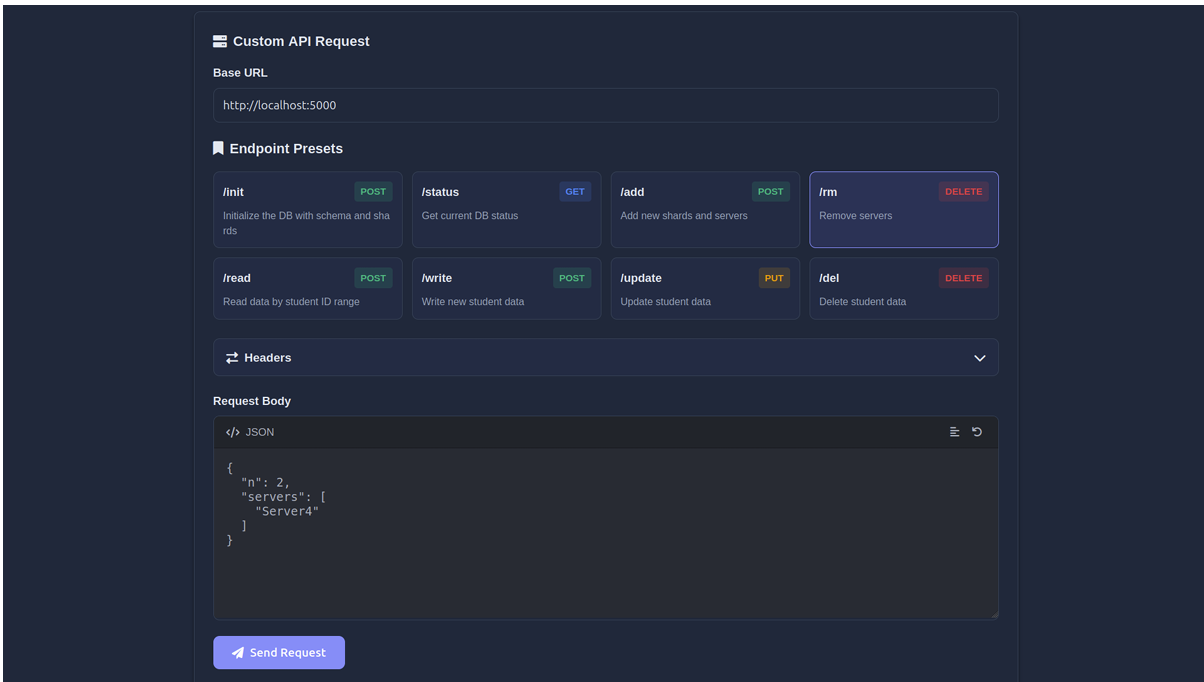 Custom API Request
Base URL
http://localhost:5000
Endpoint Presets
/init POST
Initialize the DB with schema and sha
rds
/status GET
Get current DB status
/add POST
Add new shards and servers
/rm DELETE
Remove servers
/read POST
Read data by student ID range
/write POST
Write new student data
/update PUT
Update student data
/del DELETE
Delete student data
Headers
Request Body
</> JSON
{
  "n": 2,
  "servers": [
    "Server4"
  ]
}
Send Request